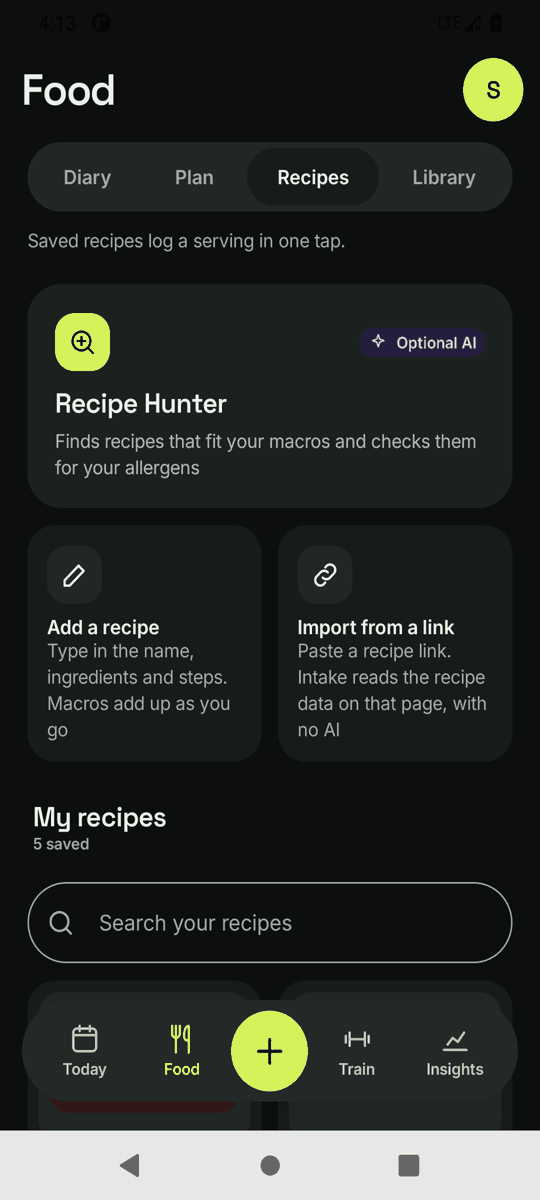 4:13
LTE
Food
S
Diary
Plan
Recipes
Library
Saved recipes log a serving in one tap.
Optional AI
Recipe Hunter
Finds recipes that fit your macros and checks them
for your allergens
Add a recipe
Type in the name,
ingredients and steps.
Macros add up as you
go
Import from a link
Paste a recipe link.
Intake reads the recipe
data on that page, with
no AI
My recipes
5 saved
Search your recipes
Today
Food
Train
Insights